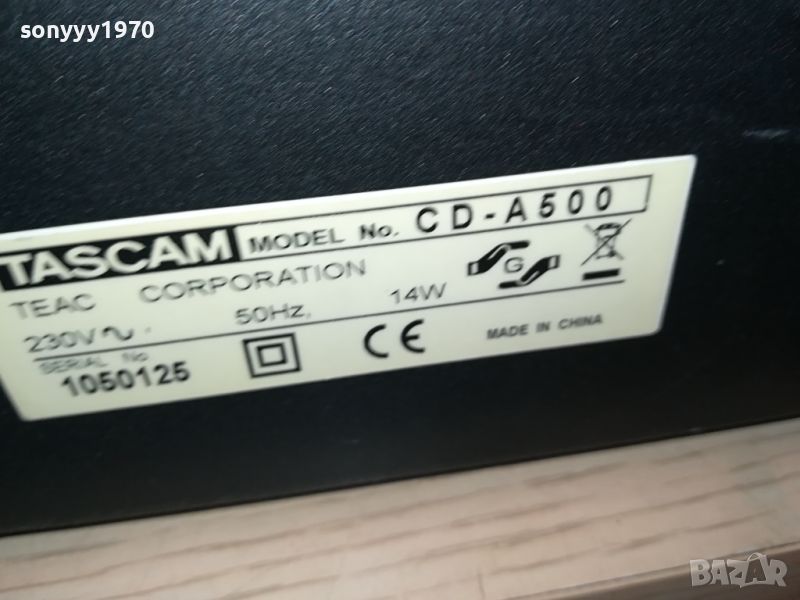 sonyyy1970
TASCAM MODEL No. CD-A500
TEAC CORPORATION
230V 50Hz, 14W
G
SERIAL No
1050125
CE MADE IN CHINA
BAZAR